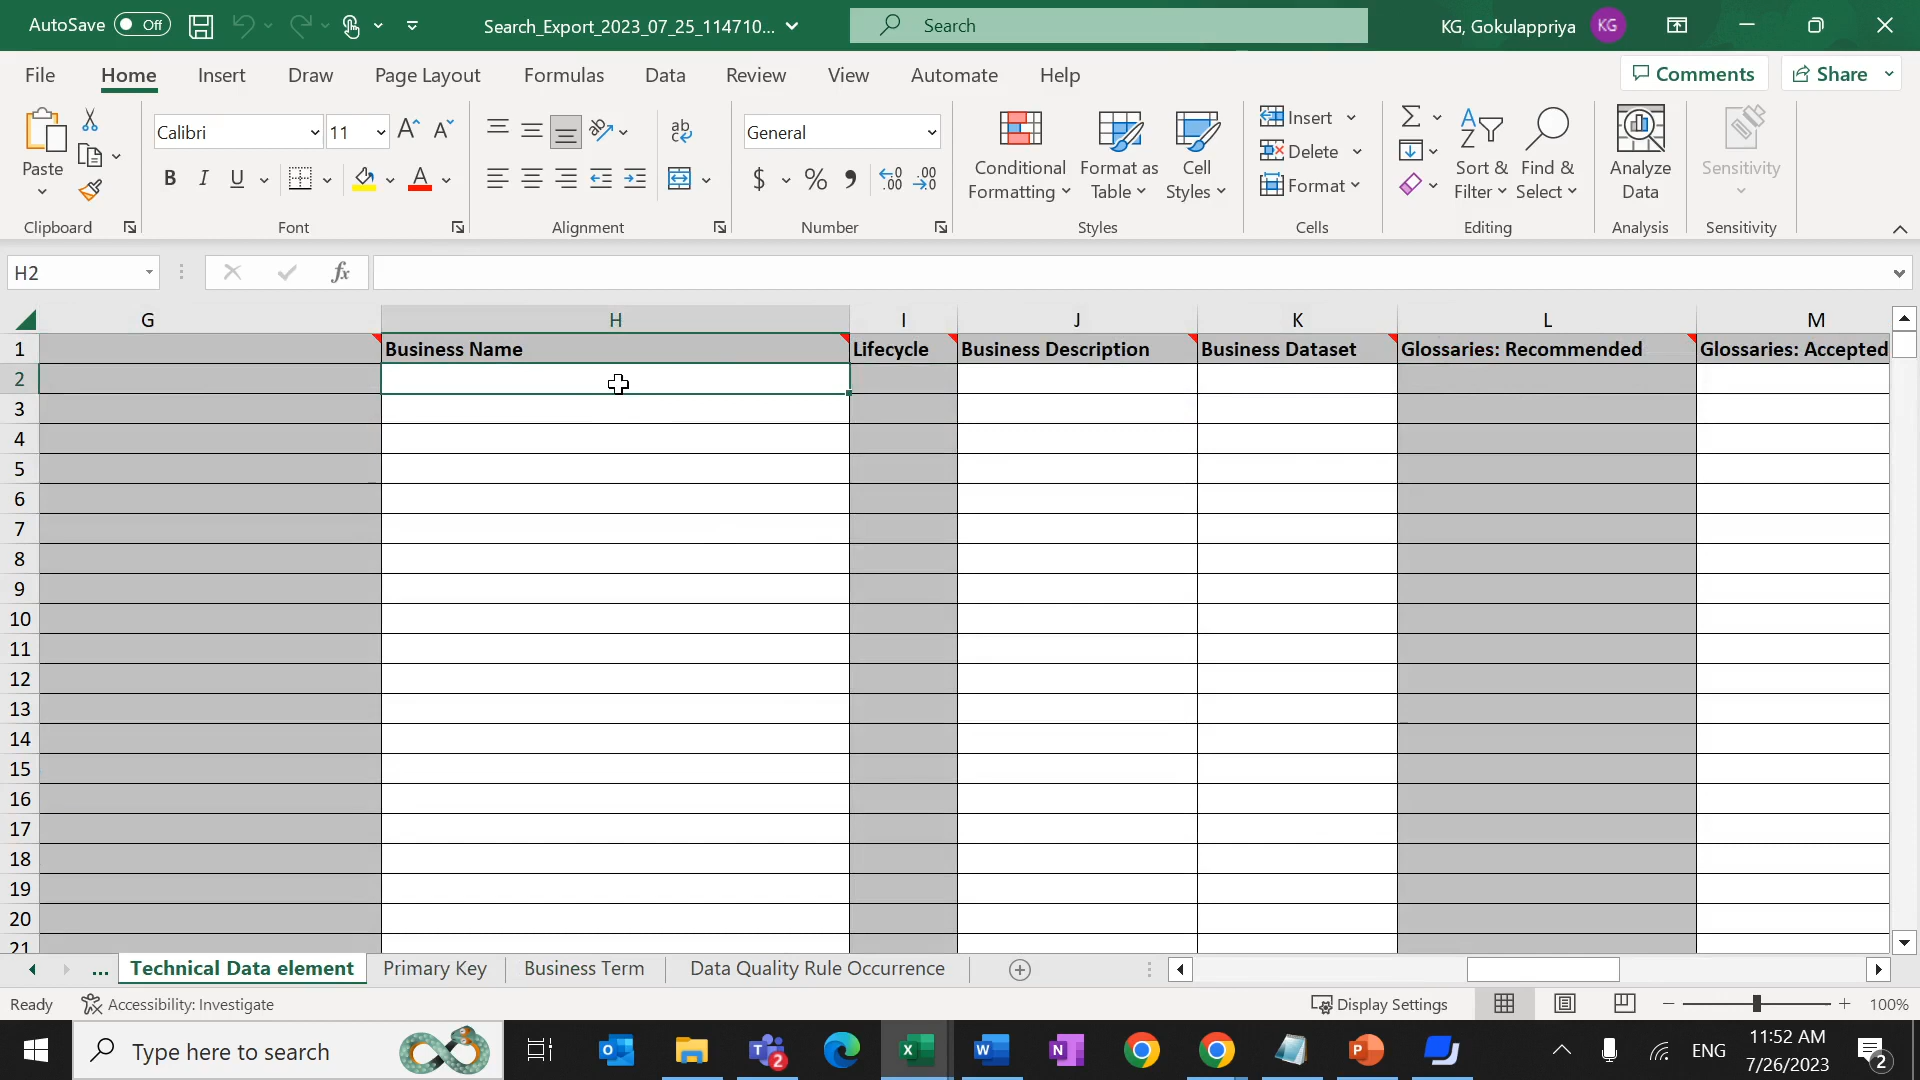 AutoSave Off Search_Export_2023_07_25_114710... Search KG, Gokulappriya KG
File Home Insert Draw Page Layout Formulas Data Review View Automate Help Comments Share
Paste Calibri 11 General Conditional Formatting Format as Table Cell Styles Insert Delete Format Sort & Filter Find & Select Analyze Data Sensitivity
Clipboard Font Alignment Number Styles Cells Editing Analysis Sensitivity
H2 fx
G H I J K L M
1 Business Name Lifecycle Business Description Business Dataset Glossaries: Recommended Glossaries: Accepted
2
3
4
5
6
7
8
9
10
11
12
13
14
15
16
17
18
19
20
21
... Technical Data element Primary Key Business Term Data Quality Rule Occurrence
Ready Accessibility: Investigate Display Settings 100%
Type here to search ENG 11:52 AM
7/26/2023 2